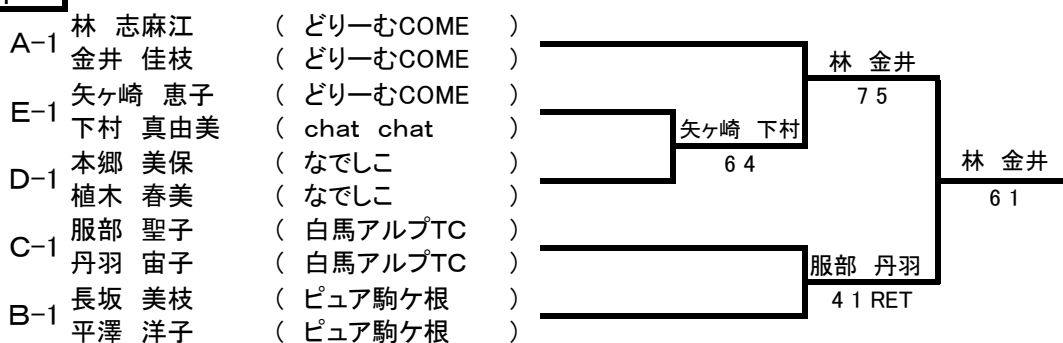 A-1 林 志麻江 ( どりーむCOME )
金井 佳枝 ( どりーむCOME )
E-1 矢ヶ崎 恵子 ( どりーむCOME )
下村 真由美 ( chat chat )
D-1 本郷 美保 ( なでしこ )
植木 春美 ( なでしこ )
C-1 服部 聖子 ( 白馬アルプTC )
丹羽 宙子 ( 白馬アルプTC )
B-1 長坂 美枝 ( ピュア駒ケ根 )
平澤 洋子 ( ピュア駒ケ根 )
矢ヶ崎 下村
6 4
林 金井
7 5
服部 丹羽
4 1 RET
林 金井
6 1